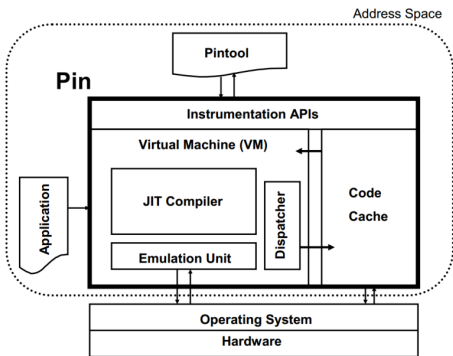 Address Space
Pintool
Pin
Instrumentation APIs
Virtual Machine (VM)
JIT Compiler
Emulation Unit
Dispatcher
Code
Cache
Application
Operating System
Hardware